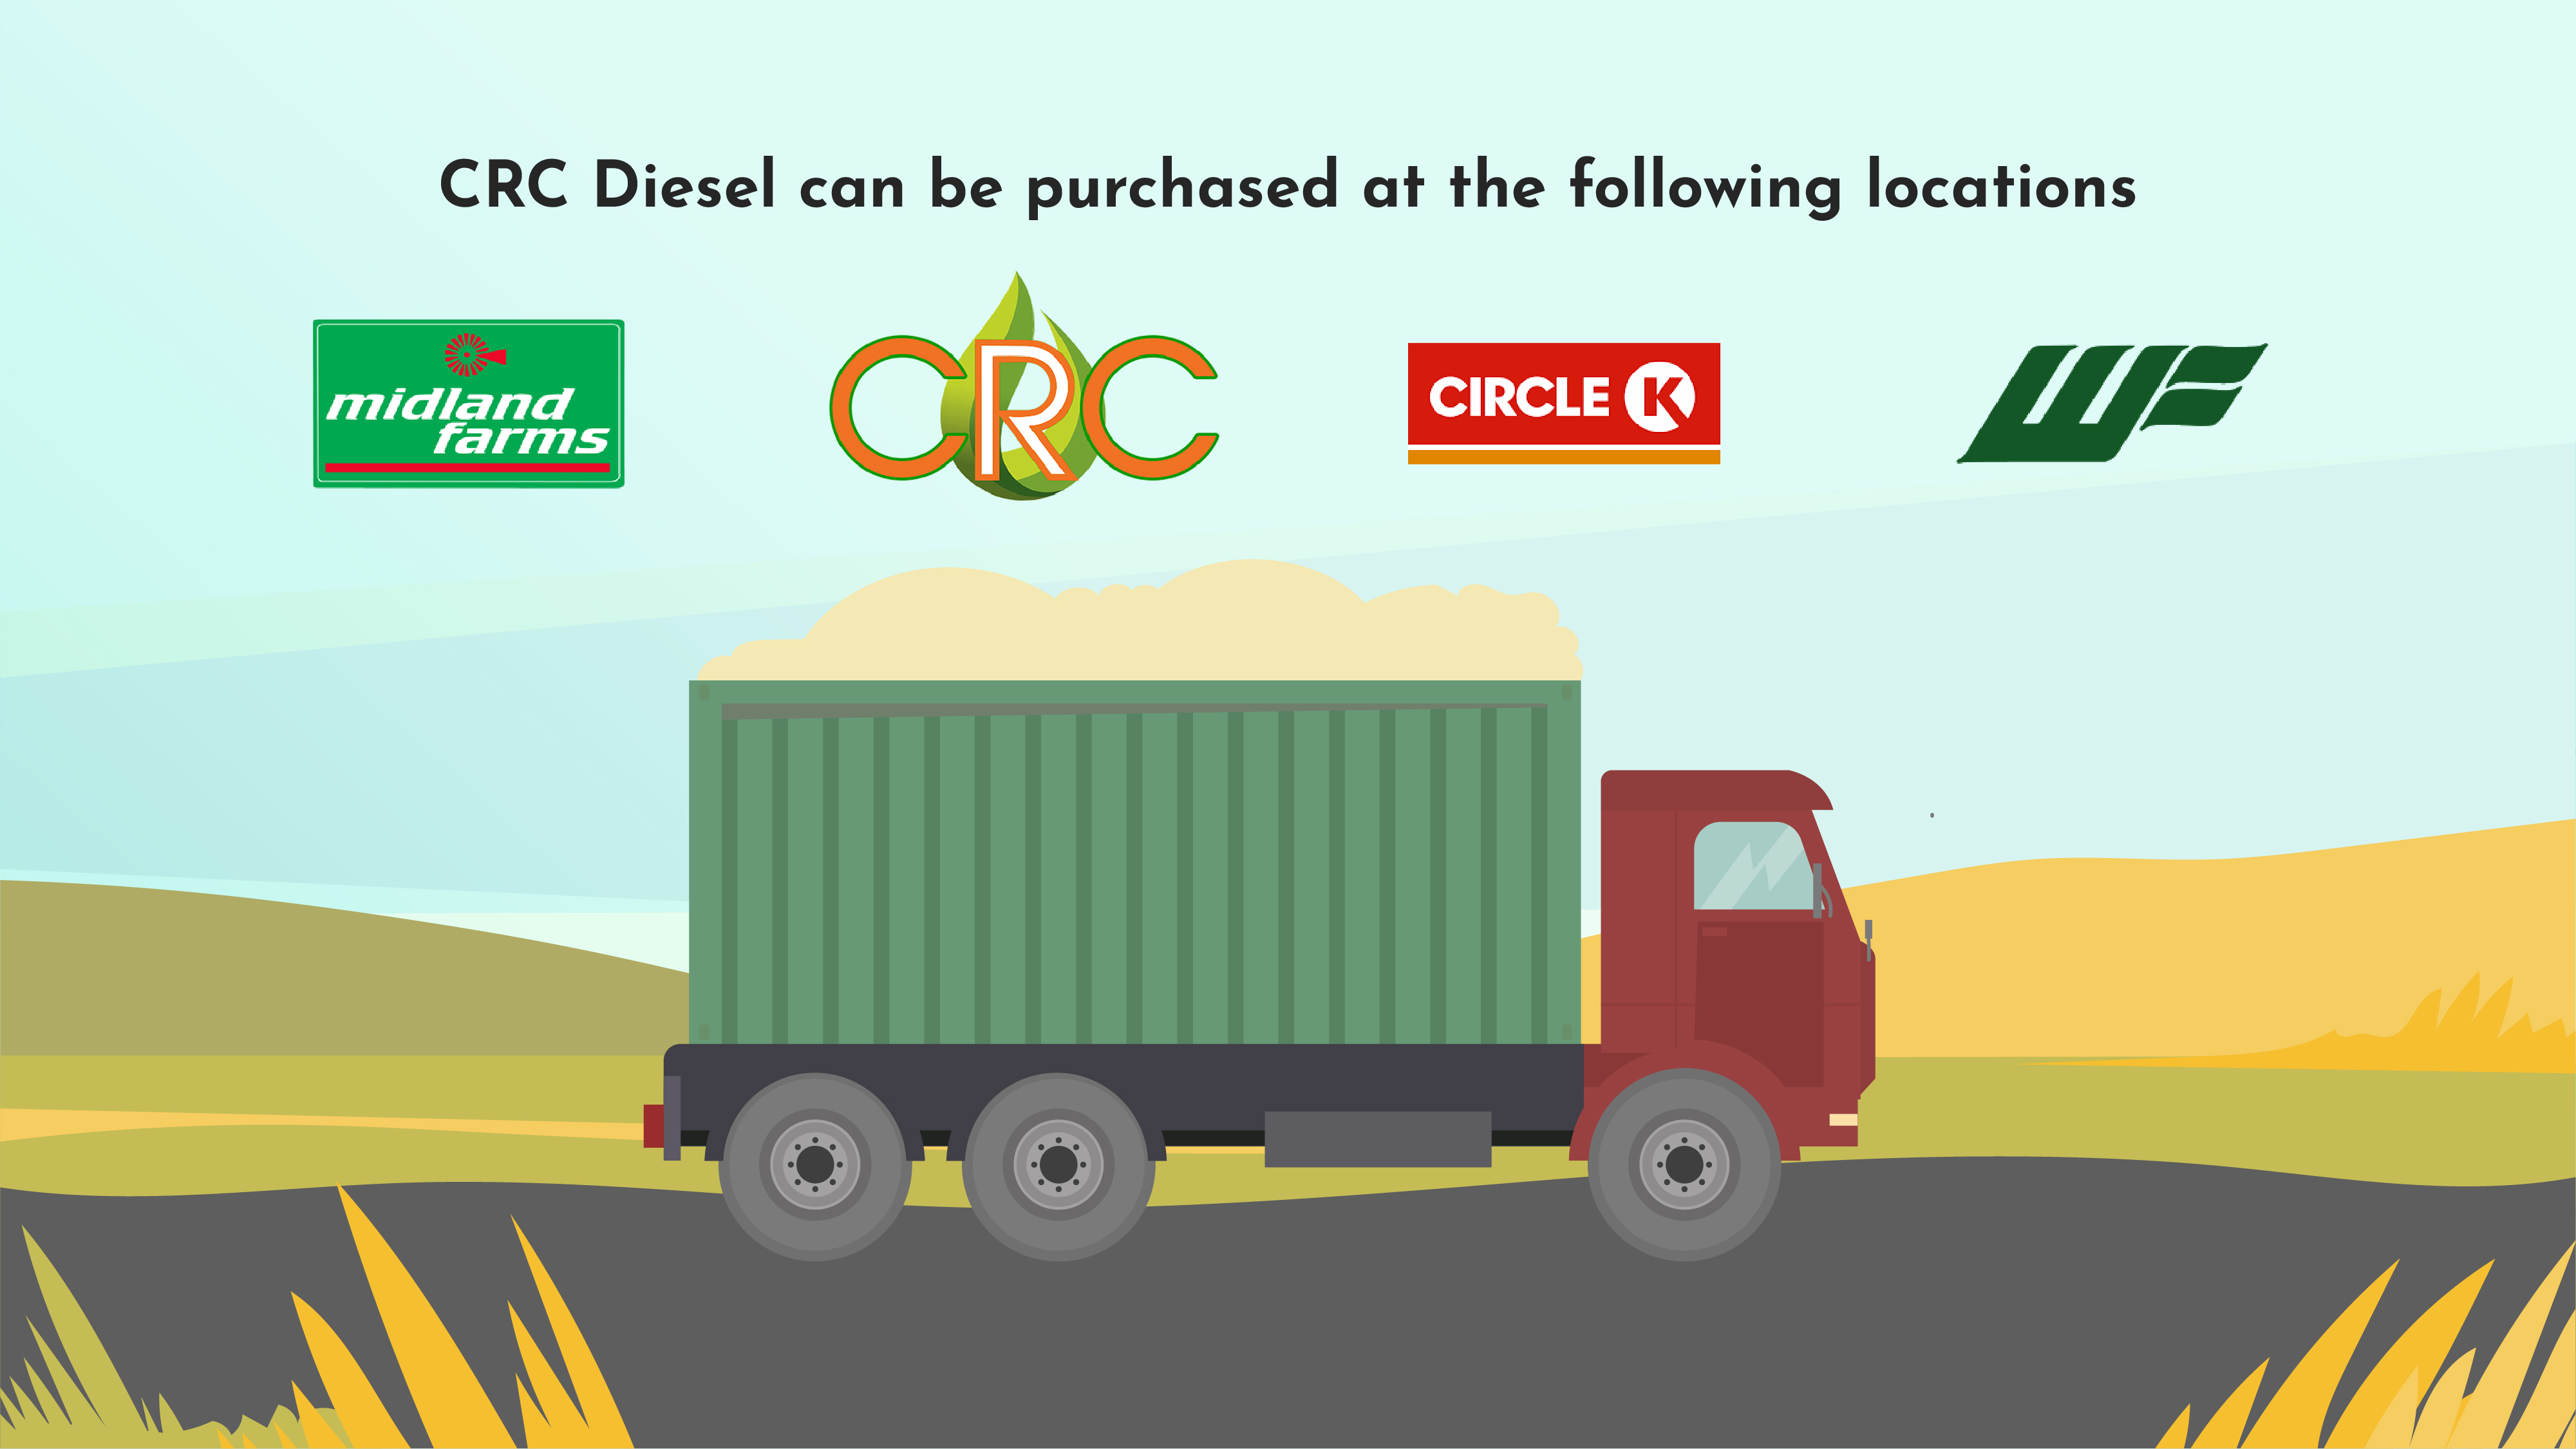 CRC Diesel can be purchased at the following locations
midland
farms
CRC
CIRCLE K
WF